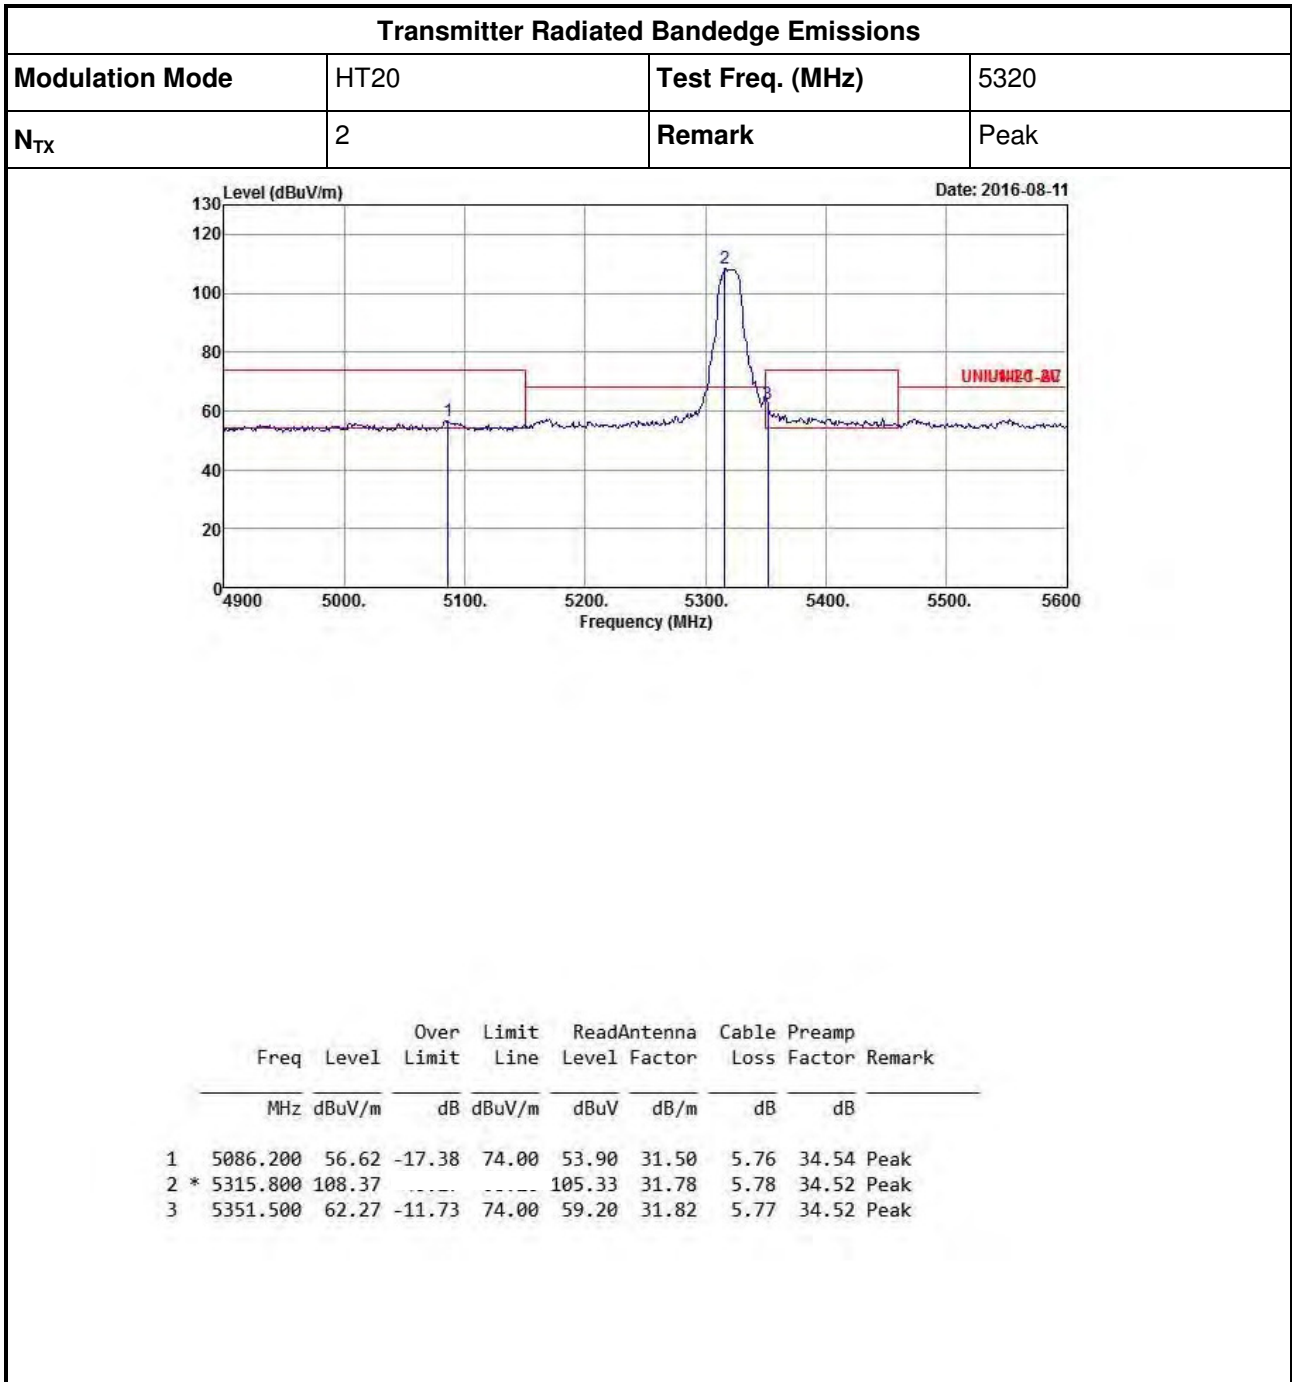 Transmitter Radiated Bandedge Emissions
Modulation Mode HT20 Test Freq. (MHz) 5320
NTX 2 Remark Peak
Level (dBuV/m) Date: 2016-08-11
130
120
100
80
60
40
20
0
1
2
3
4900 5000. 5100. 5200. 5300. 5400. 5500. 5600
Frequency (MHz)
Over Limit ReadAntenna Cable Preamp
Freq Level Limit Line Level Factor Loss Factor Remark
MHz dBuV/m dB dBuV/m dBuV dB/m dB dB
1 5086.200 56.62 -17.38 74.00 53.90 31.50 5.76 34.54 Peak
2 * 5315.800 108.37 105.33 31.78 5.78 34.52 Peak
3 5351.500 62.27 -11.73 74.00 59.20 31.82 5.77 34.52 Peak